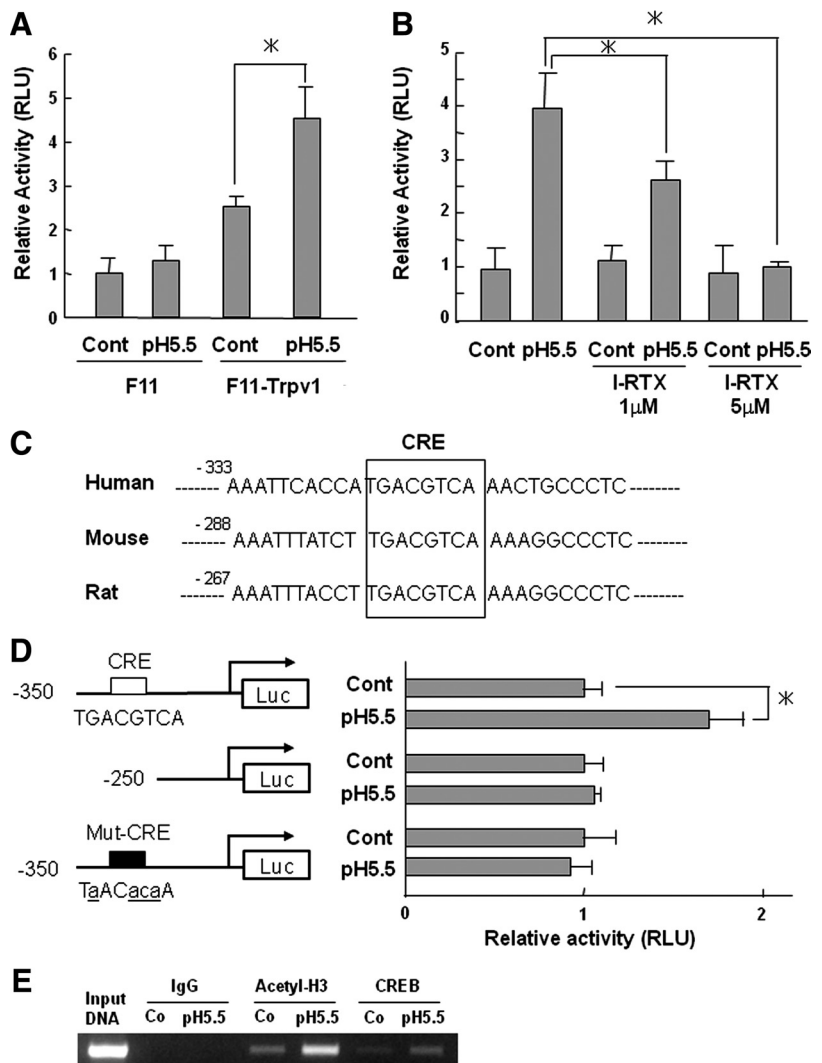 A
Relative Activity (RLU)
6
5
4
3
2
1
0
*
Cont pH5.5 Cont pH5.5
F11 F11-Trpv1
B
Relative Activity (RLU)
5
4
3
2
1
0
*
*
Cont pH5.5 Cont pH5.5 Cont pH5.5
I-RTX I-RTX
1μM 5μM
C
CRE
Human -333 ------- AAATTCACCATGACGTCA AACTGCCCTC-------
Mouse -288 ------- AAATTTATCT TGACGTCA AAAGGCCCTC--------
Rat -267 ------- AAATTTACCT TGACGTCA AAAGGCCCTC--------
D
CRE
-350 Luc
TGACGTCA
-250 Luc
Mut-CRE
-350 Luc
TaACacaA
Cont
pH5.5
*
Cont
pH5.5
Cont
pH5.5
0 1 2
Relative activity (RLU)
E
Input DNA
IgG Acetyl-H3 CREB
Co pH5.5 Co pH5.5 Co pH5.5